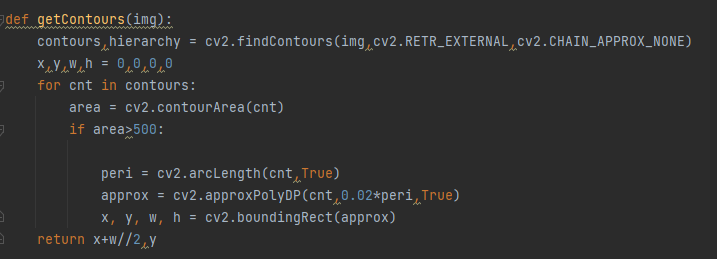 def getContours(img):
    contours,hierarchy = cv2.findContours(img,cv2.RETR_EXTERNAL,cv2.CHAIN_APPROX_NONE)
    x,y,w,h = 0,0,0,0
    for cnt in contours:
        area = cv2.contourArea(cnt)
        if area>500:
            peri = cv2.arcLength(cnt,True)
            approx = cv2.approxPolyDP(cnt,0.02*peri,True)
            x, y, w, h = cv2.boundingRect(approx)
    return x+w//2,y